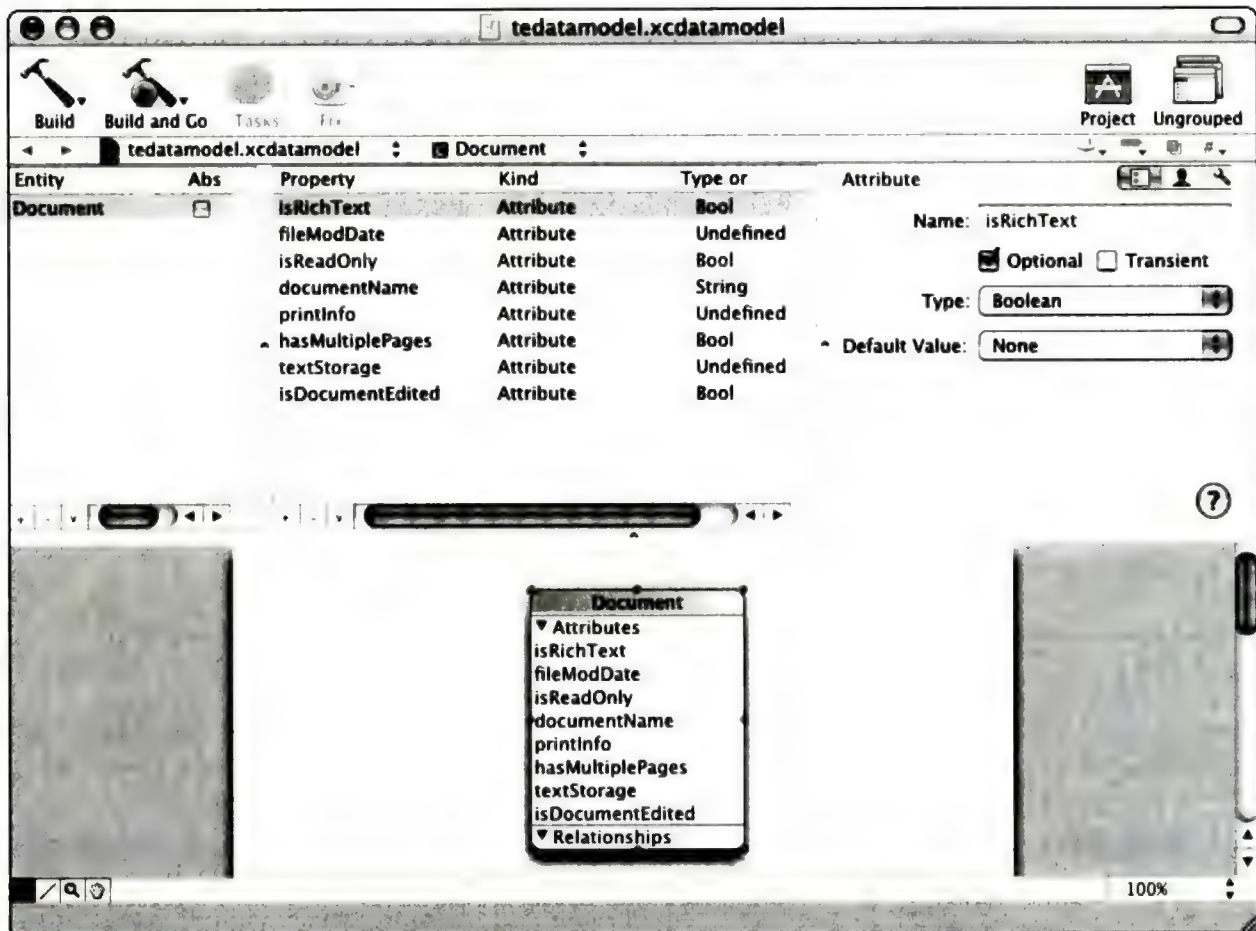 tedatamodel.xcdatamodel
Build
Build and Go
Tasks
Fix
Project
Ungrouped
tedatamodel.xcdatamodel
Document
Entity Abs
Document
Property Kind Type or
isRichText Attribute Bool
fileModDate Attribute Undefined
isReadOnly Attribute Bool
documentName Attribute String
printInfo Attribute Undefined
hasMultiplePages Attribute Bool
textStorage Attribute Undefined
isDocumentEdited Attribute Bool
Attribute
Name: isRichText
Optional Transient
Type: Boolean
Default Value: None
?
Document
Attributes
isRichText
fileModDate
isReadOnly
documentName
printInfo
hasMultiplePages
textStorage
isDocumentEdited
Relationships
100%